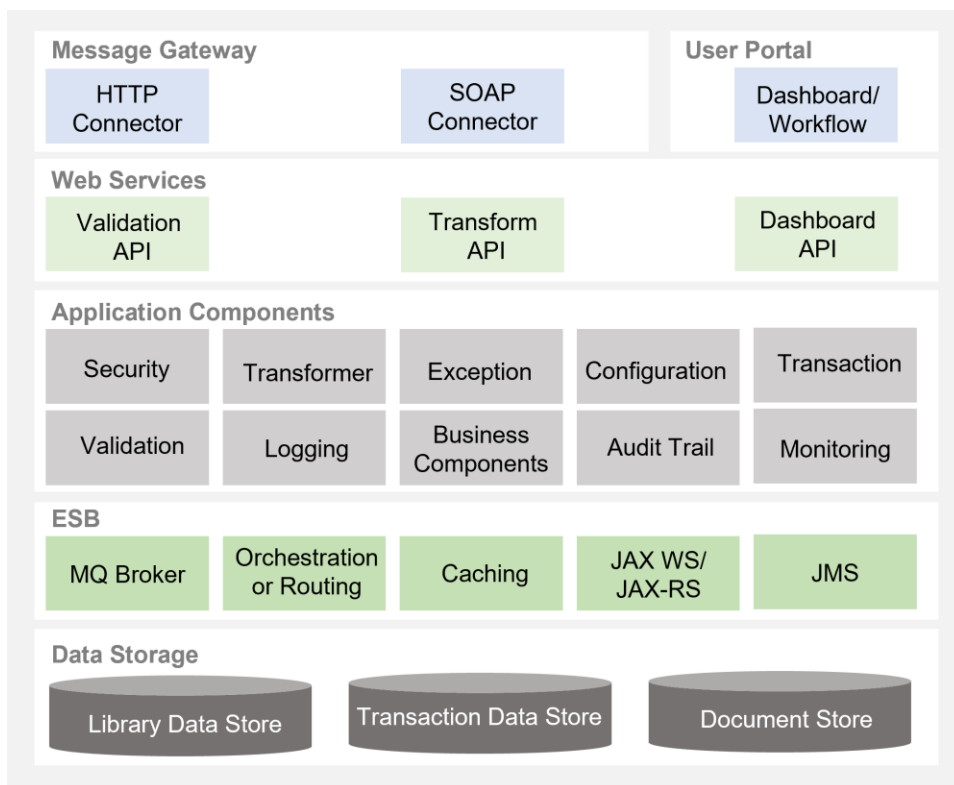 Message Gateway
User Portal
HTTP
Connector
SOAP
Connector
Dashboard/
Workflow
Web Services
Validation
API
Transform
API
Dashboard
API
Application Components
Security
Transformer
Exception
Configuration
Transaction
Validation
Logging
Business
Components
Audit Trail
Monitoring
ESB
MQ Broker
Orchestration
or Routing
Caching
JAX WS/
JAX-RS
JMS
Data Storage
Library Data Store
Transaction Data Store
Document Store